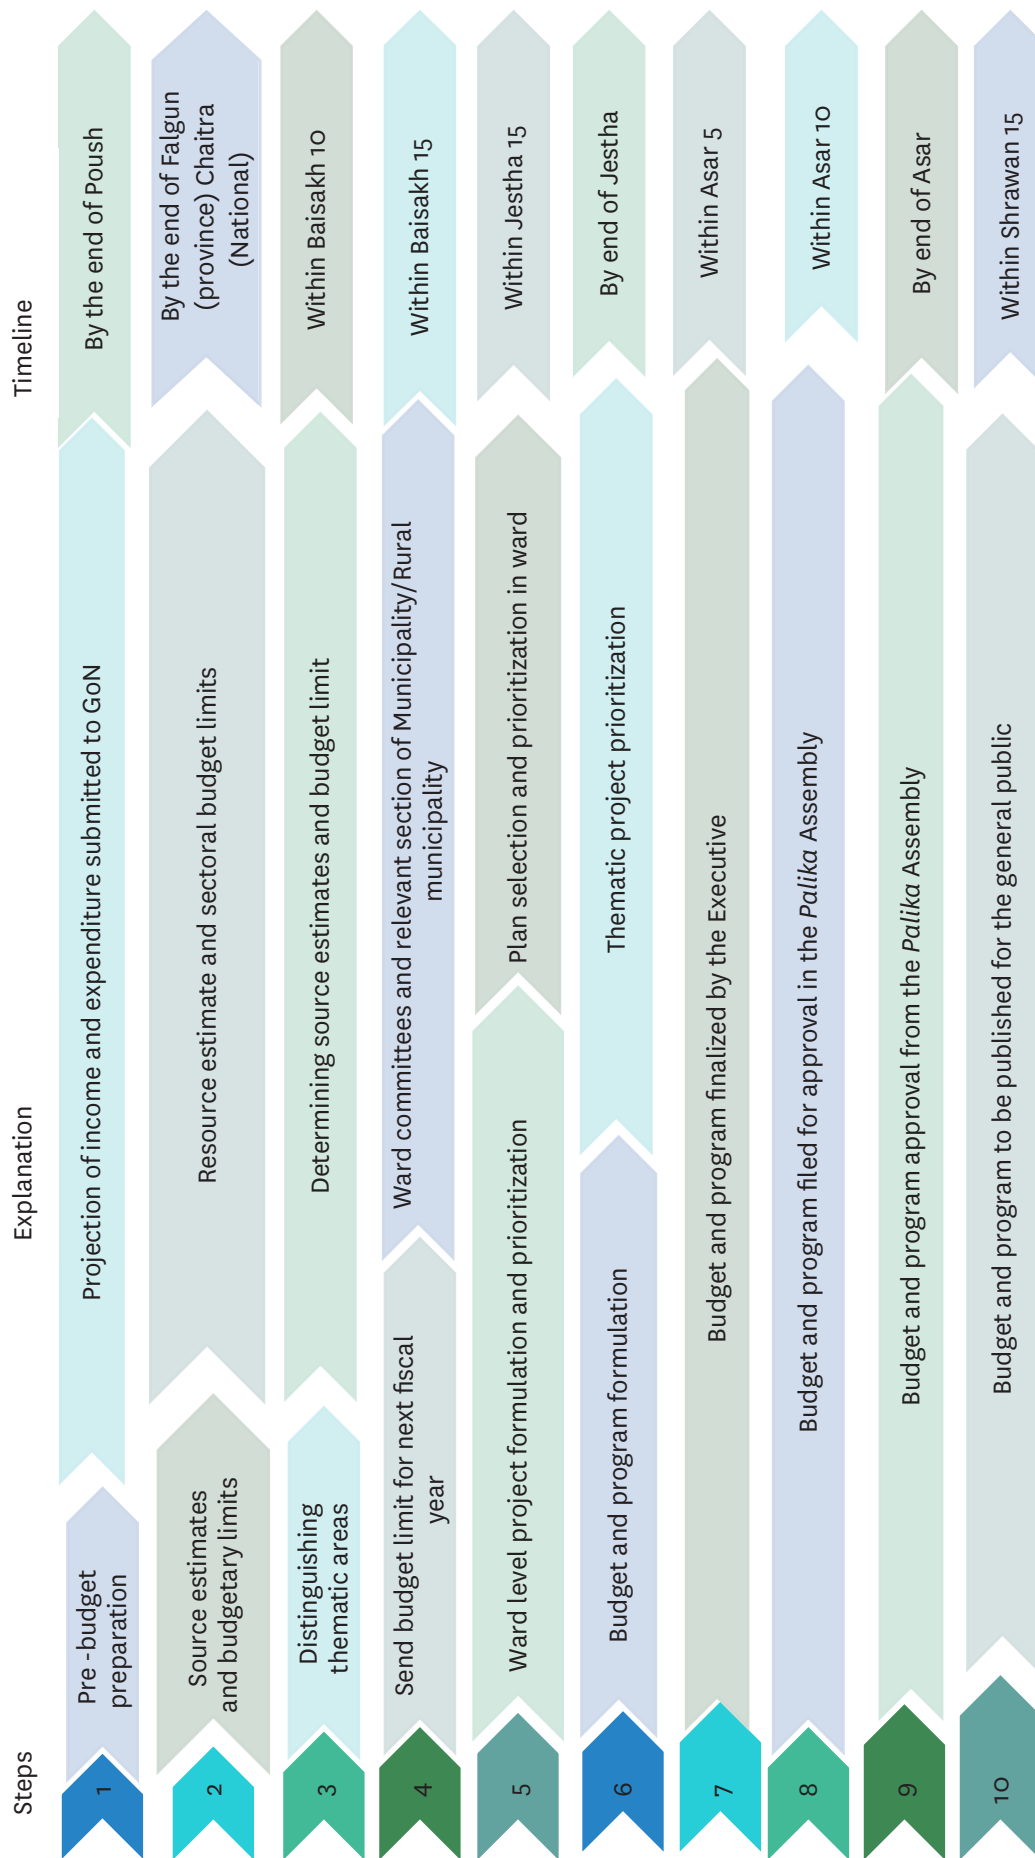 Steps
Explanation
Timeline
1
Pre -budget
preparation
Projection of income and expenditure submitted to GoN
By the end of Poush
2
Source estimates
and budgetary limits
Resource estimate and sectoral budget limits
By the end of Falgun
(province) Chaitra
(National)
3
Distinguishing
thematic areas
Determining source estimates and budget limit
Within Baisakh 10
4
Send budget limit for next fiscal
year
Ward committees and relevant section of Municipality/Rural
municipality
Within Baisakh 15
5
Ward level project formulation and prioritization
Plan selection and prioritization in ward
Within Jestha 15
6
Budget and program formulation
Thematic project prioritization
By end of Jestha
7
Budget and program finalized by the Executive
Within Asar 5
8
Budget and program filed for approval in the Palika Assembly
Within Asar 10
9
Budget and program approval from the Palika Assembly
By end of Asar
10
Budget and program to be published for the general public
Within Shrawan 15